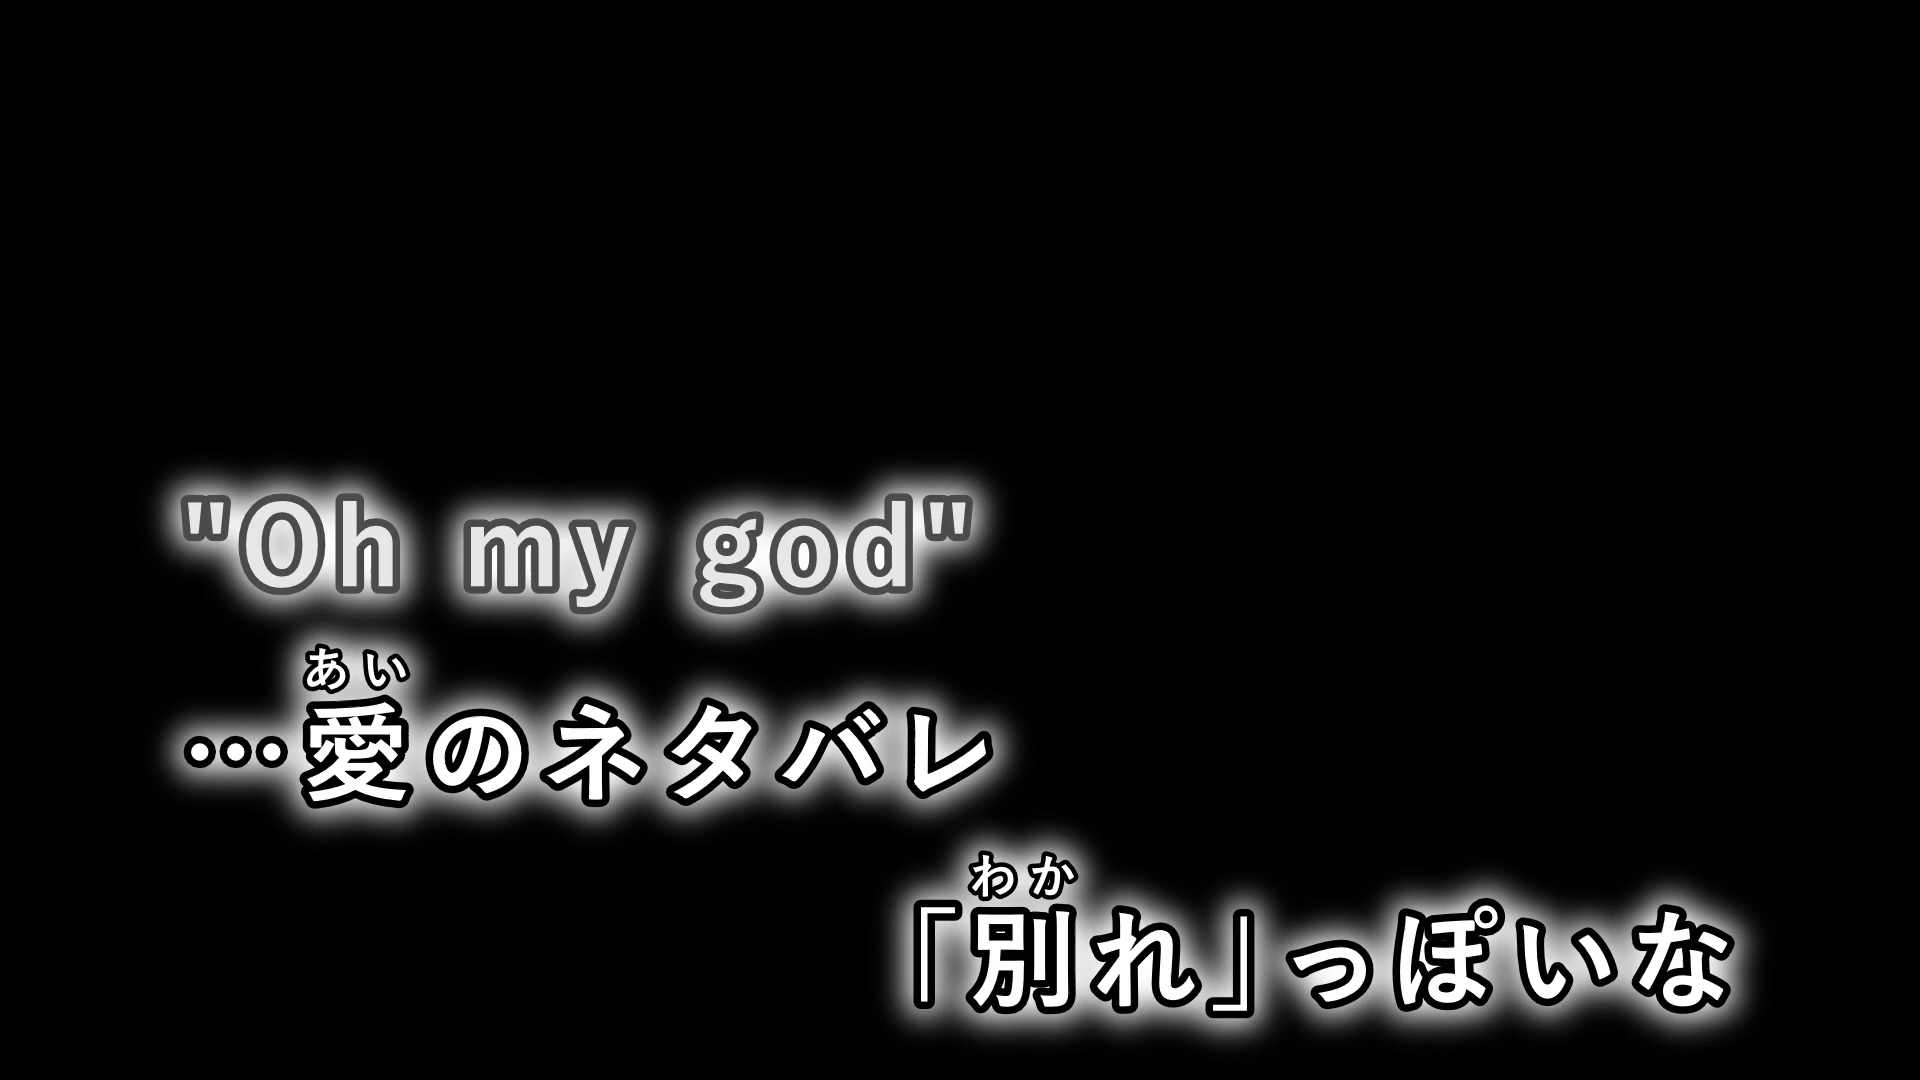 "Oh my god"
あい
…愛のネタバレ
わか
「別れ」っぽいな